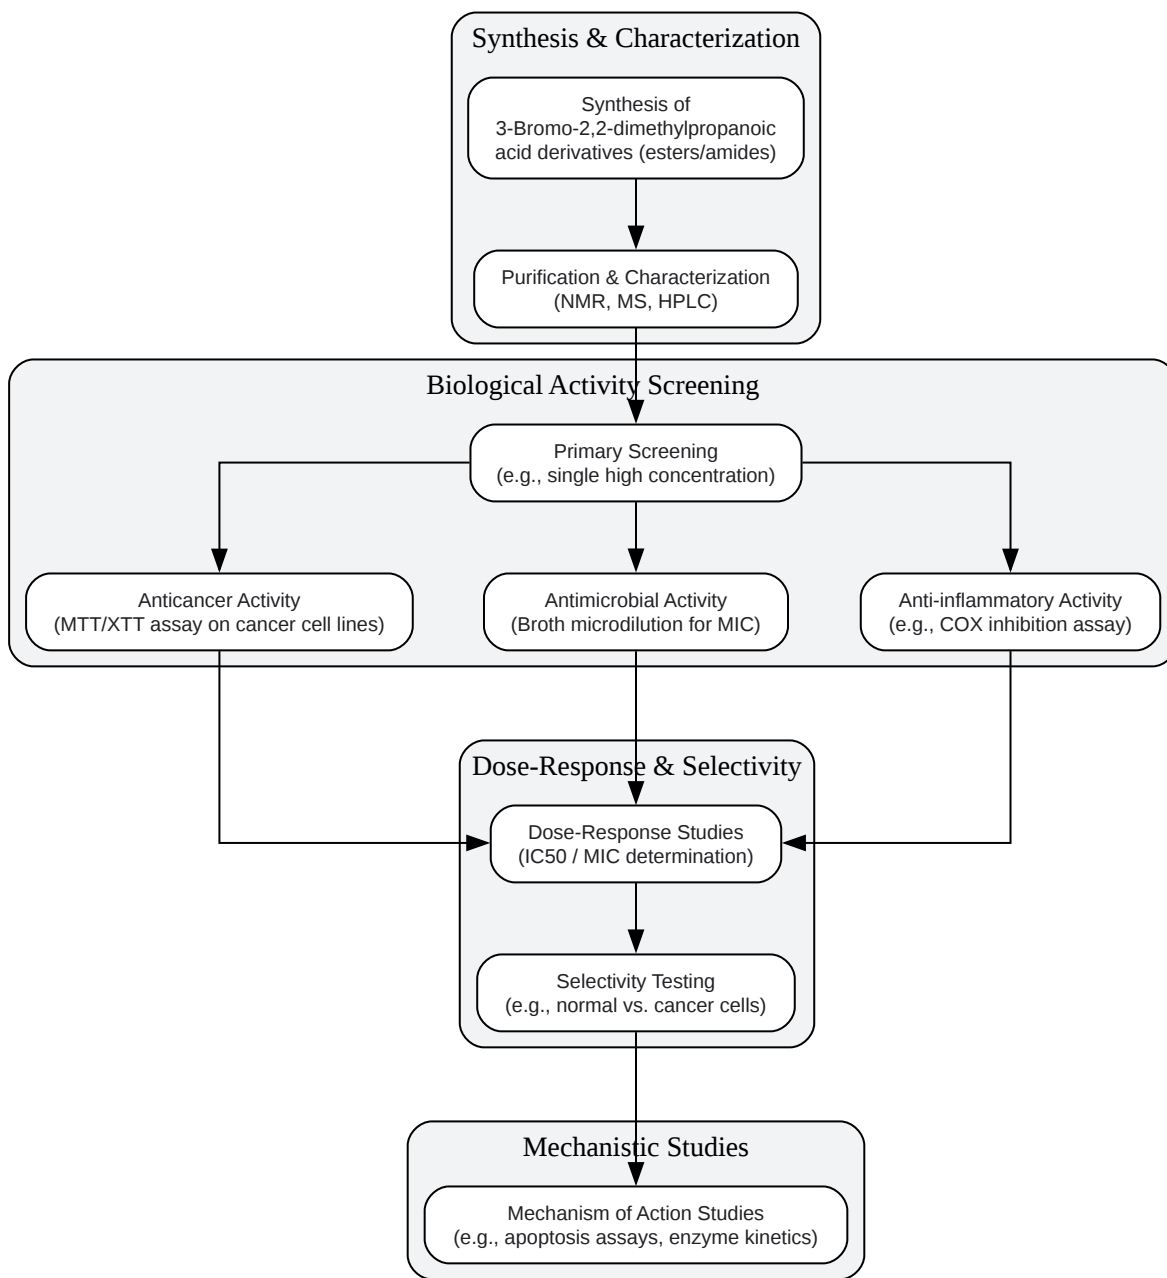 Synthesis & Characterization
Synthesis of
3-Bromo-2,2-dimethylpropanoic
acid derivatives (esters/amides)
Purification & Characterization
(NMR, MS, HPLC)
Biological Activity Screening
Primary Screening
(e.g., single high concentration)
Anticancer Activity
(MTT/XTT assay on cancer cell lines)
Antimicrobial Activity
(Broth microdilution for MIC)
Anti-inflammatory Activity
(e.g., COX inhibition assay)
Dose-Response & Selectivity
Dose-Response Studies
(IC50 / MIC determination)
Selectivity Testing
(e.g., normal vs. cancer cells)
Mechanistic Studies
Mechanism of Action Studies
(e.g., apoptosis assays, enzyme kinetics)